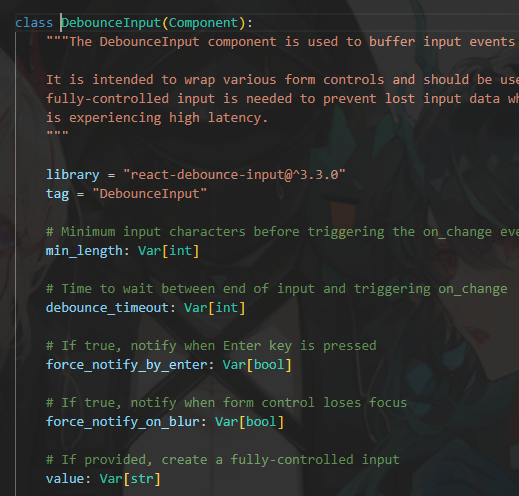 class DebounceInput(Component):
"""The DebounceInput component is used to buffer input events
It is intended to wrap various form controls and should be use
fully-controlled input is needed to prevent lost input data wh
is experiencing high latency.
"""
library = "react-debounce-input@^3.3.0"
tag = "DebounceInput"
# Minimum input characters before triggering the on_change eve
min_length: Var[int]
# Time to wait between end of input and triggering on_change
debounce_timeout: Var[int]
# If true, notify when Enter key is pressed
force_notify_by_enter: Var[bool]
# If true, notify when form control loses focus
force_notify_on_blur: Var[bool]
# If provided, create a fully-controlled input
value: Var[str]